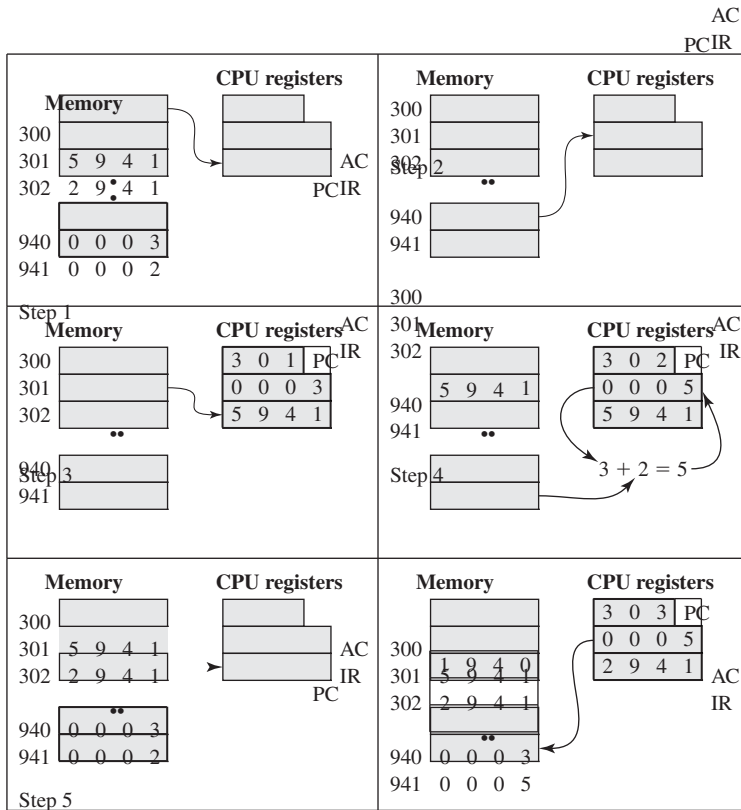 AC
PC IR
Memory CPU registers
300
301 5 9 4 1 AC
302 2 9 4 1 PC IR
940 0 0 0 3
941 0 0 0 2
Step 1
Memory CPU registers
300
301
302
Step 2
940
941
Memory CPU registers AC
300 3 0 1 PC IR
301 0 0 0 3
302 5 9 4 1
940
941
Step 3
300
301 Memory CPU registers AC
302 3 0 2 PC IR
5 9 4 1 0 0 0 5
940 5 9 4 1
941
3 + 2 = 5
Step 4
Memory CPU registers
300
301 5 9 4 1 AC
302 2 9 4 1 IR
PC
940 0 0 0 3
941 0 0 0 2
Step 5
Memory CPU registers
3 0 3 PC
300 0 0 0 5
1 9 4 0 2 9 4 1 AC
301 5 9 4 1 IR
302 2 9 4 1
940 0 0 0 3
941 0 0 0 5